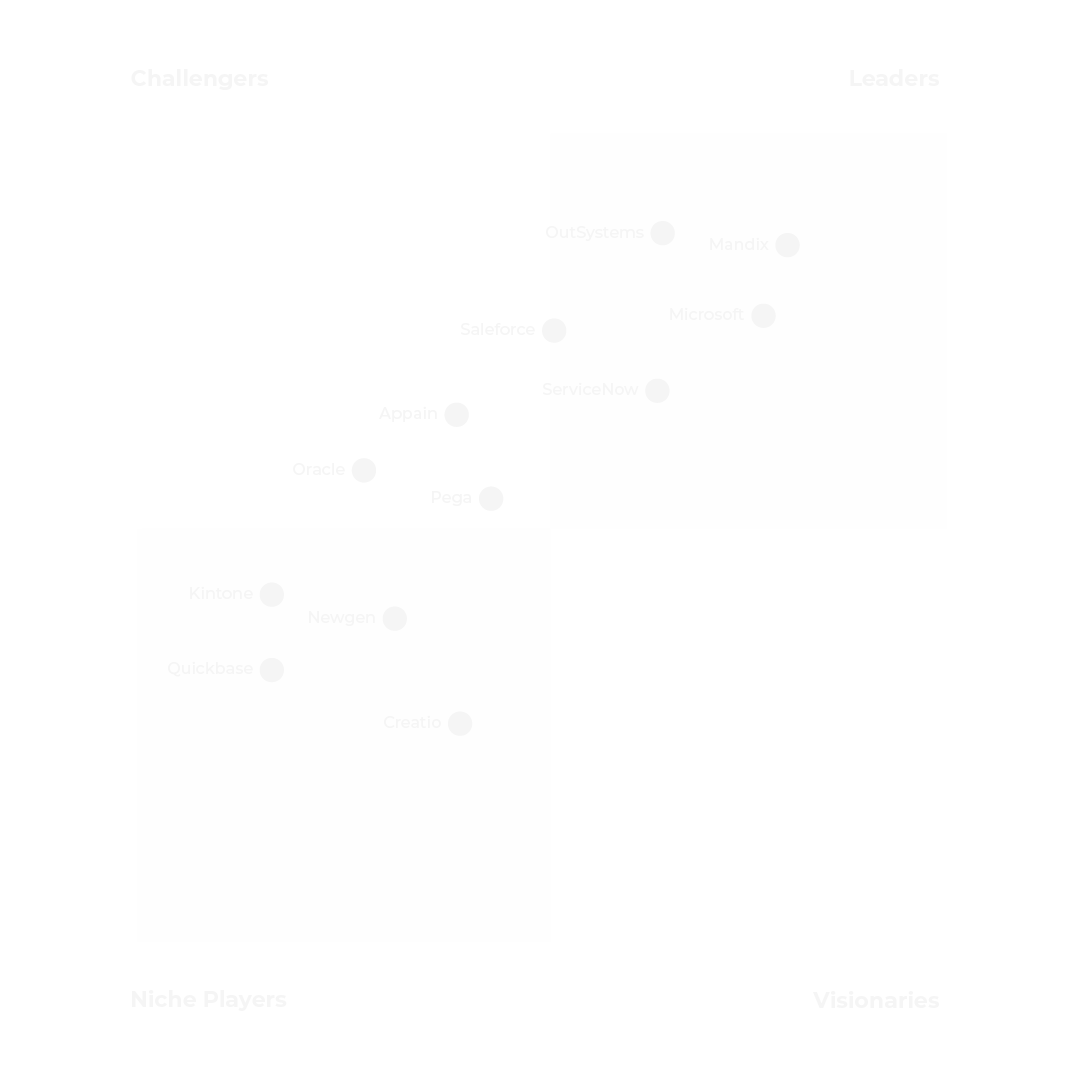 Challengers
Leaders
OutSystems
Mandix
Microsoft
Saleforce
ServiceNow
Appain
Oracle
Pega
Kintone
Newgen
Quickbase
Creatio
Niche Players
Visionaries